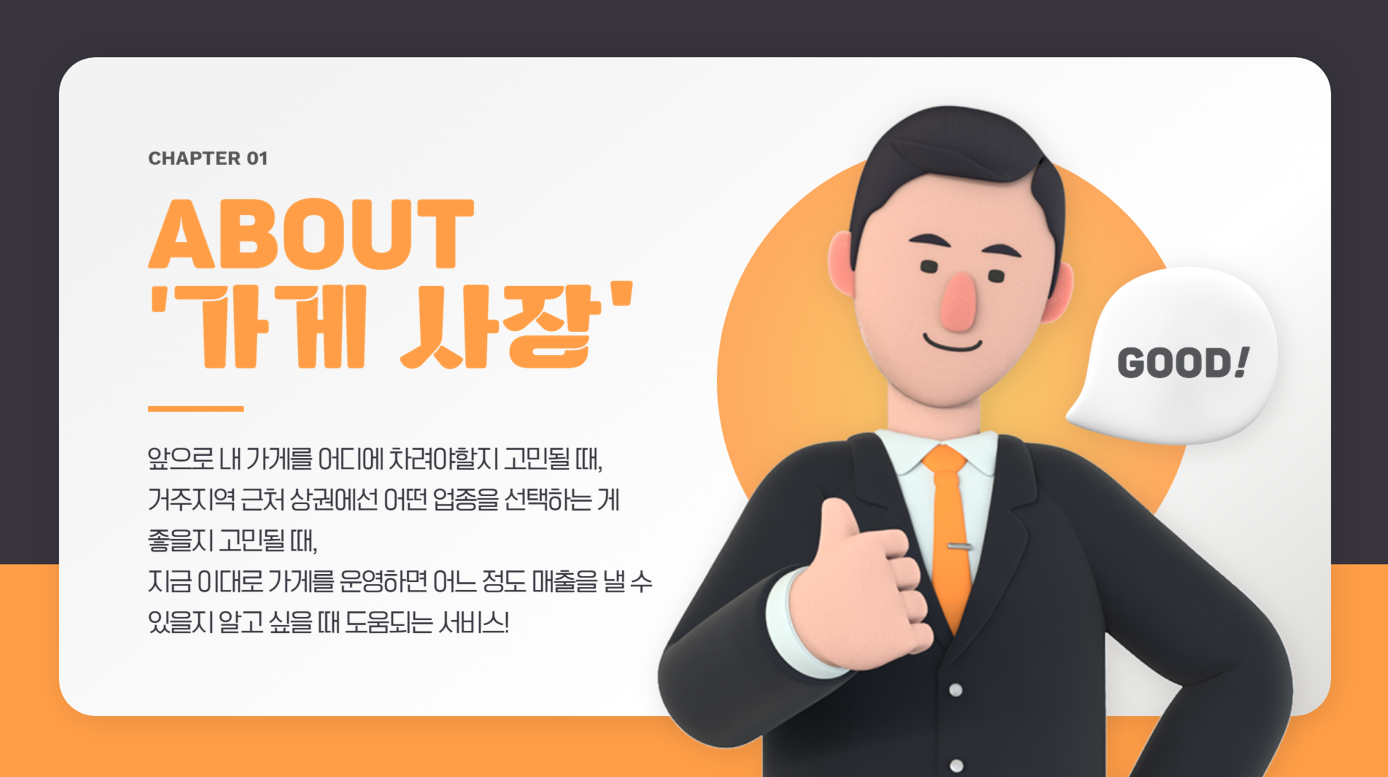 CHAPTER 01
ABOUT
'가게 사장'
앞으로 내 가게를 어디에 차려야할지 고민될 때,
거주지역 근처 상권에선 어떤 업종을 선택하는 게
좋을지 고민될 때,
지금 이대로 가게를 운영하면 어느 정도 매출을 낼 수
있을지 알고 싶을 때 도움되는 서비스!
GOOD!